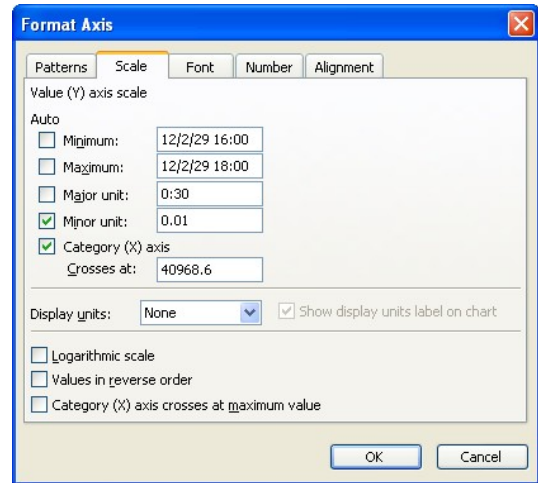 Format Axis
Patterns Scale Font Number Alignment
Value (Y) axis scale
Auto
Minimum: 12/2/29 16:00
Maximum: 12/2/29 18:00
Major unit: 0:30
Minor unit: 0.01
Category (X) axis
Crosses at: 40968.6
Display units: None Show display units label on chart
Logarithmic scale
Values in reverse order
Category (X) axis crosses at maximum value
OK Cancel